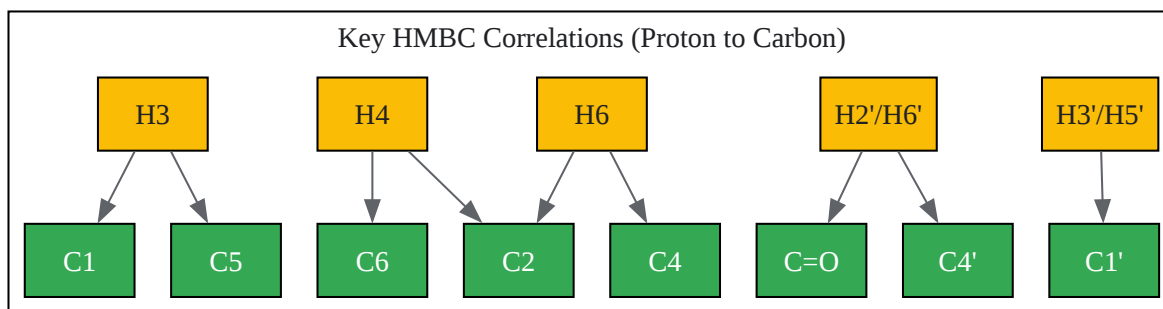 Key HMBC Correlations (Proton to Carbon)
H3
H4
H6
H2'/H6'
H3'/H5'
C1
C5
C6
C2
C4
C=O
C4'
C1'